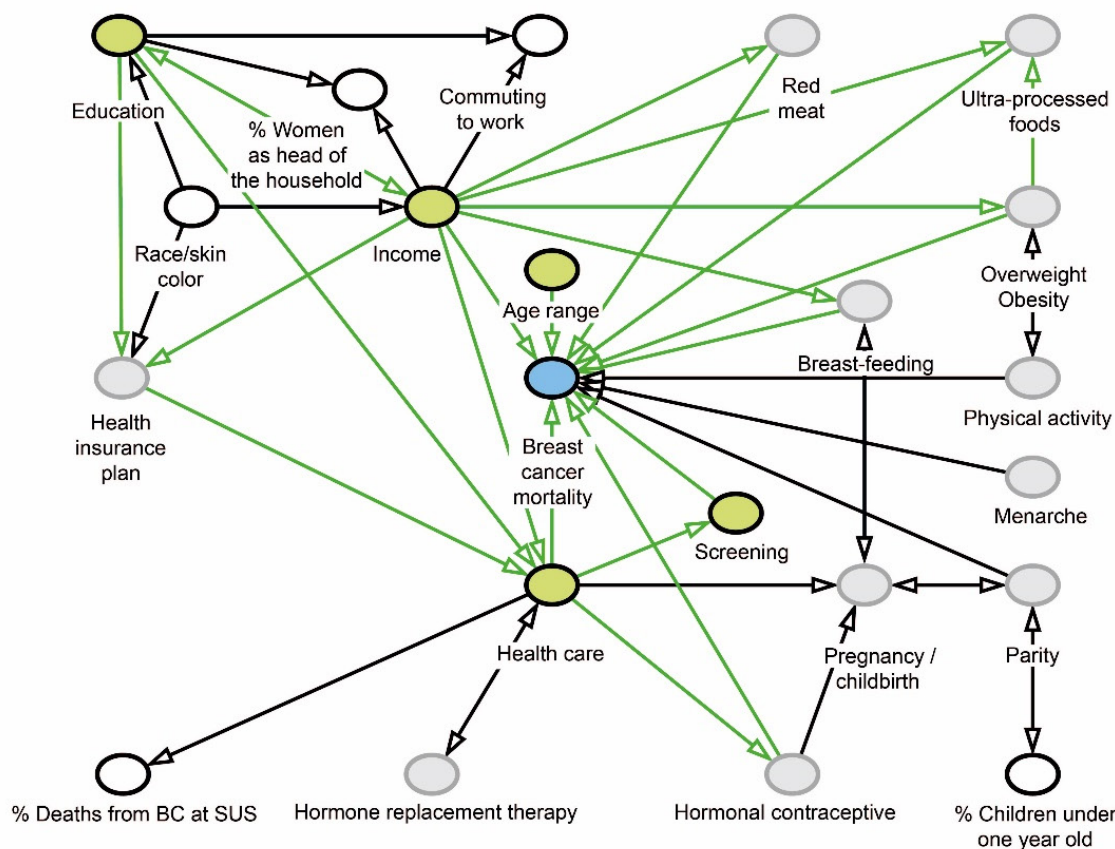 Education
% Women
as head of
the household
Commuting
to work
Red
meat
Ultra-processed
foods
Race/skin
color
Income
Age range
Overweight
Obesity
Breast-feeding
Health
insurance
plan
Breast
cancer
mortality
Physical activity
Screening
Menarche
Health care
Pregnancy /
childbirth
Parity
% Deaths from BC at SUS
Hormone replacement therapy
Hormonal contraceptive
% Children under
one year old